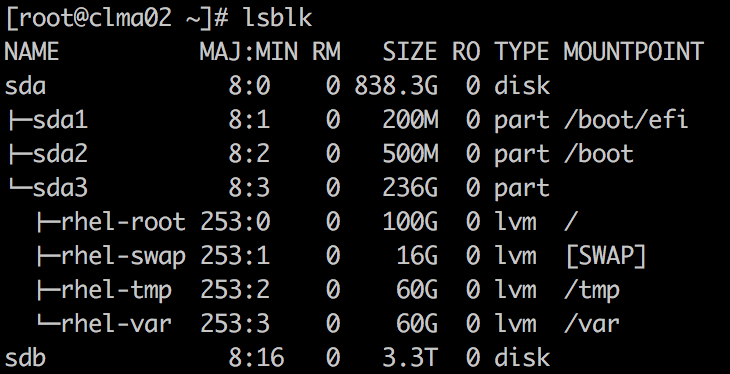 [root@clma02 ~]# lsblk
NAME          MAJ:MIN RM   SIZE RO TYPE MOUNTPOINT
sda             8:0    0 838.3G  0 disk
├─sda1          8:1    0   200M  0 part /boot/efi
├─sda2          8:2    0   500M  0 part /boot
└─sda3          8:3    0   236G  0 part
  ├─rhel-root 253:0    0   100G  0 lvm  /
  ├─rhel-swap 253:1    0    16G  0 lvm  [SWAP]
  ├─rhel-tmp  253:2    0    60G  0 lvm  /tmp
  └─rhel-var  253:3    0    60G  0 lvm  /var
sdb             8:16   0   3.3T  0 disk